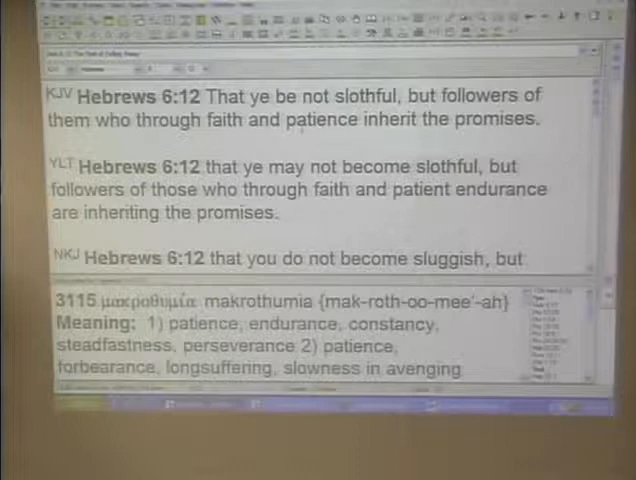 KJV Hebrews 6:12 That ye be not slothful, but followers of
them who through faith and patience inherit the promises.
YLT Hebrews 6:12 that ye may not become slothful, but
followers of those who through faith and patient endurance
are inheriting the promises.
NKJ Hebrews 6:12 that you do not become sluggish, but
3115 μακροθυμία makrothumia {mak-roth-oo-mee'-ah}
Meaning: 1) patience, endurance, constancy,
steadfastness, perseverance 2) patience,
forbearance, longsuffering, slowness in avenging